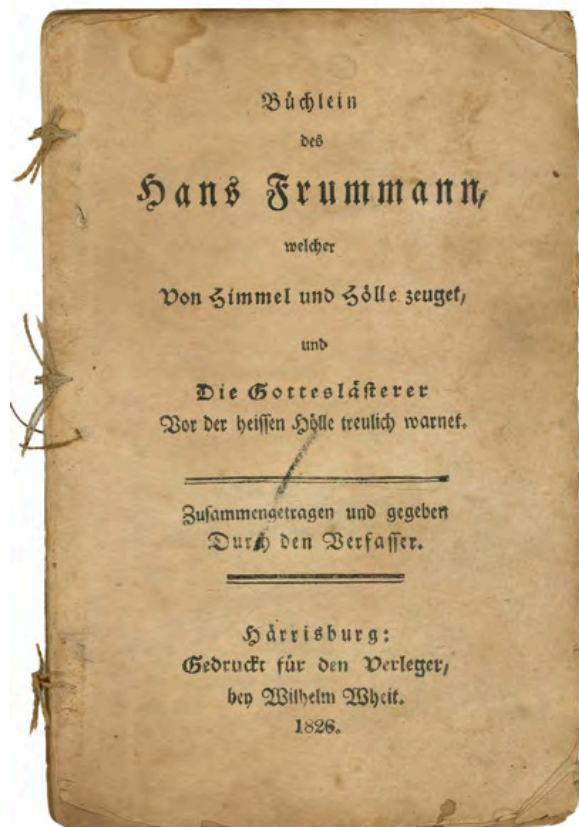 Büchlein
des
Hans Frummann,
welcher
Von Himmel und Hölle zeuget,
und
Die Gotteslästerer
Vor der heissen Hölle treulich warnet.
Zusammengetragen und gegeben
Durch den Verfasser.
Härrisburg:
Gedruckt für den Verleger,
bey Wilhelm Wheit.
1826.